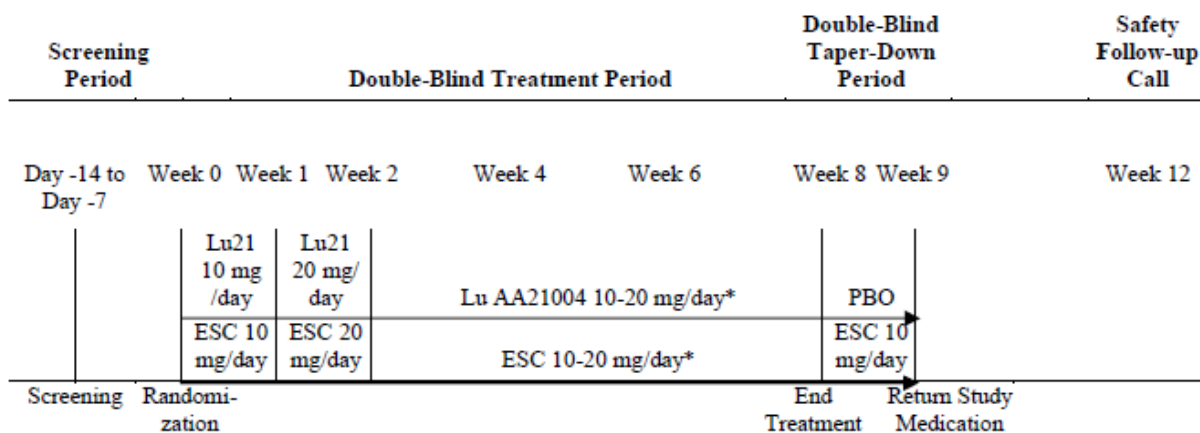 Screening Period
Double-Blind Treatment Period
Double-Blind Taper-Down Period
Safety Follow-up Call
Day -14 to Day -7
Week 0
Week 1
Week 2
Week 4
Week 6
Week 8
Week 9
Week 12
Lu21 10 mg /day
Lu21 20 mg/ day
Lu AA21004 10-20 mg/day*
PBO
ESC 10 mg/day
ESC 20 mg/day
ESC 10-20 mg/day*
ESC 10 mg/day
Screening
Randomi-
zation
End Treatment
Return Study Medication